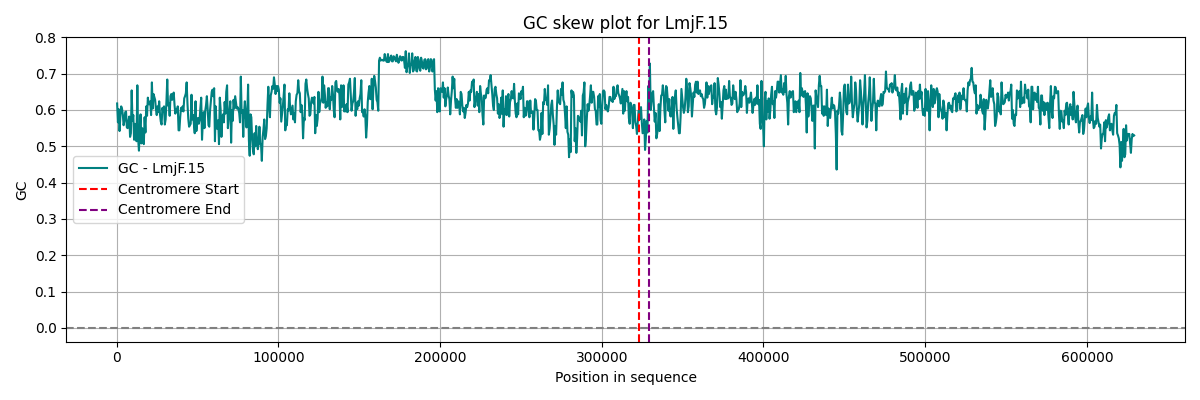 GC skew plot for LmjF.15
GC
0.8
0.7
0.6
0.5
0.4
0.3
0.2
0.1
0.0
GC - LmjF.15
Centromere Start
Centromere End
0 100000 200000 300000 400000 500000 600000
Position in sequence